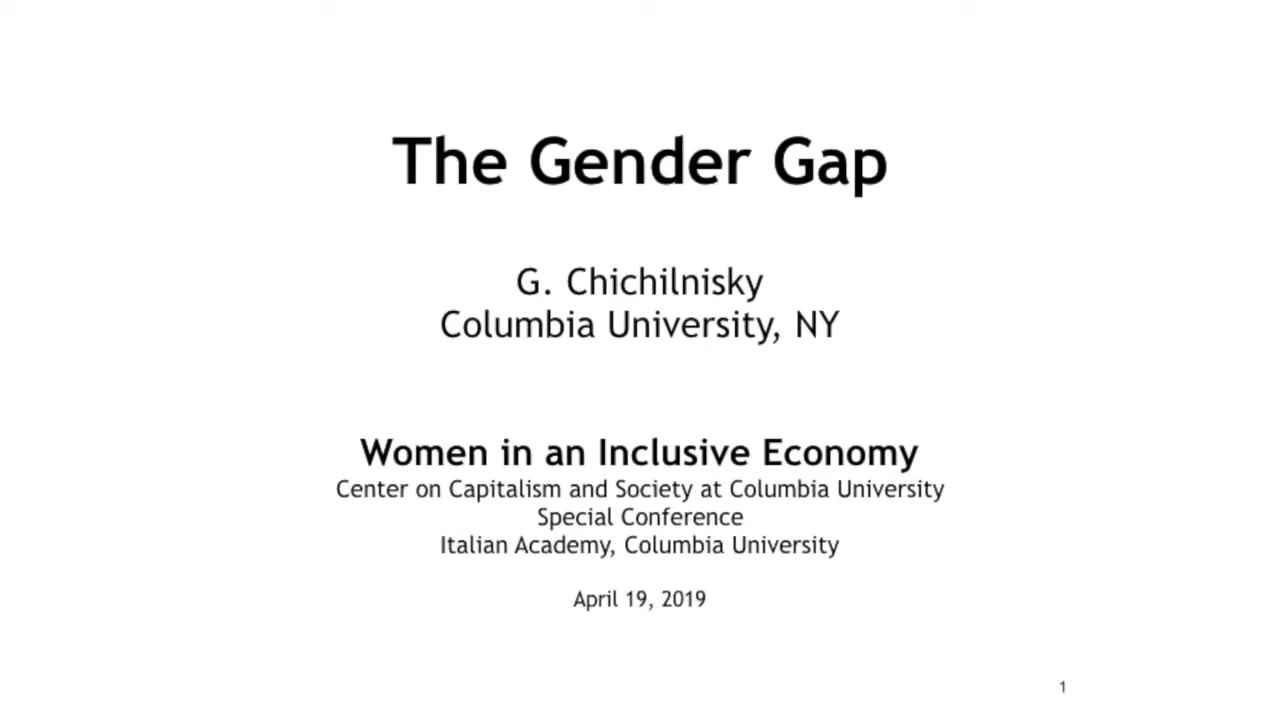 The Gender Gap
G. Chichilnisky
Columbia University, NY
Women in an Inclusive Economy
Center on Capitalism and Society at Columbia University
Special Conference
Italian Academy, Columbia University
April 19, 2019
1